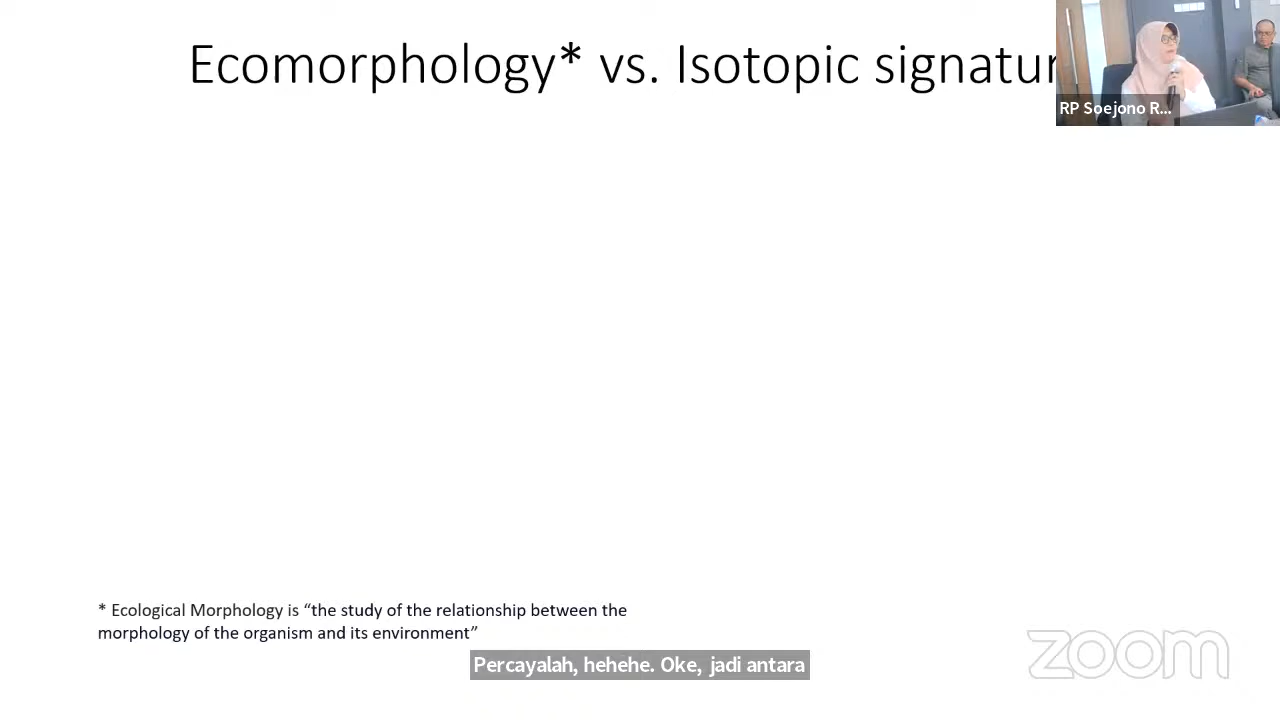 Ecomorphology* vs. Isotopic signatur
RP Soejono R...
* Ecological Morphology is “the study of the relationship between the
morphology of the organism and its environment”
Percayalah, hehehe. Oke, jadi antara
zoom